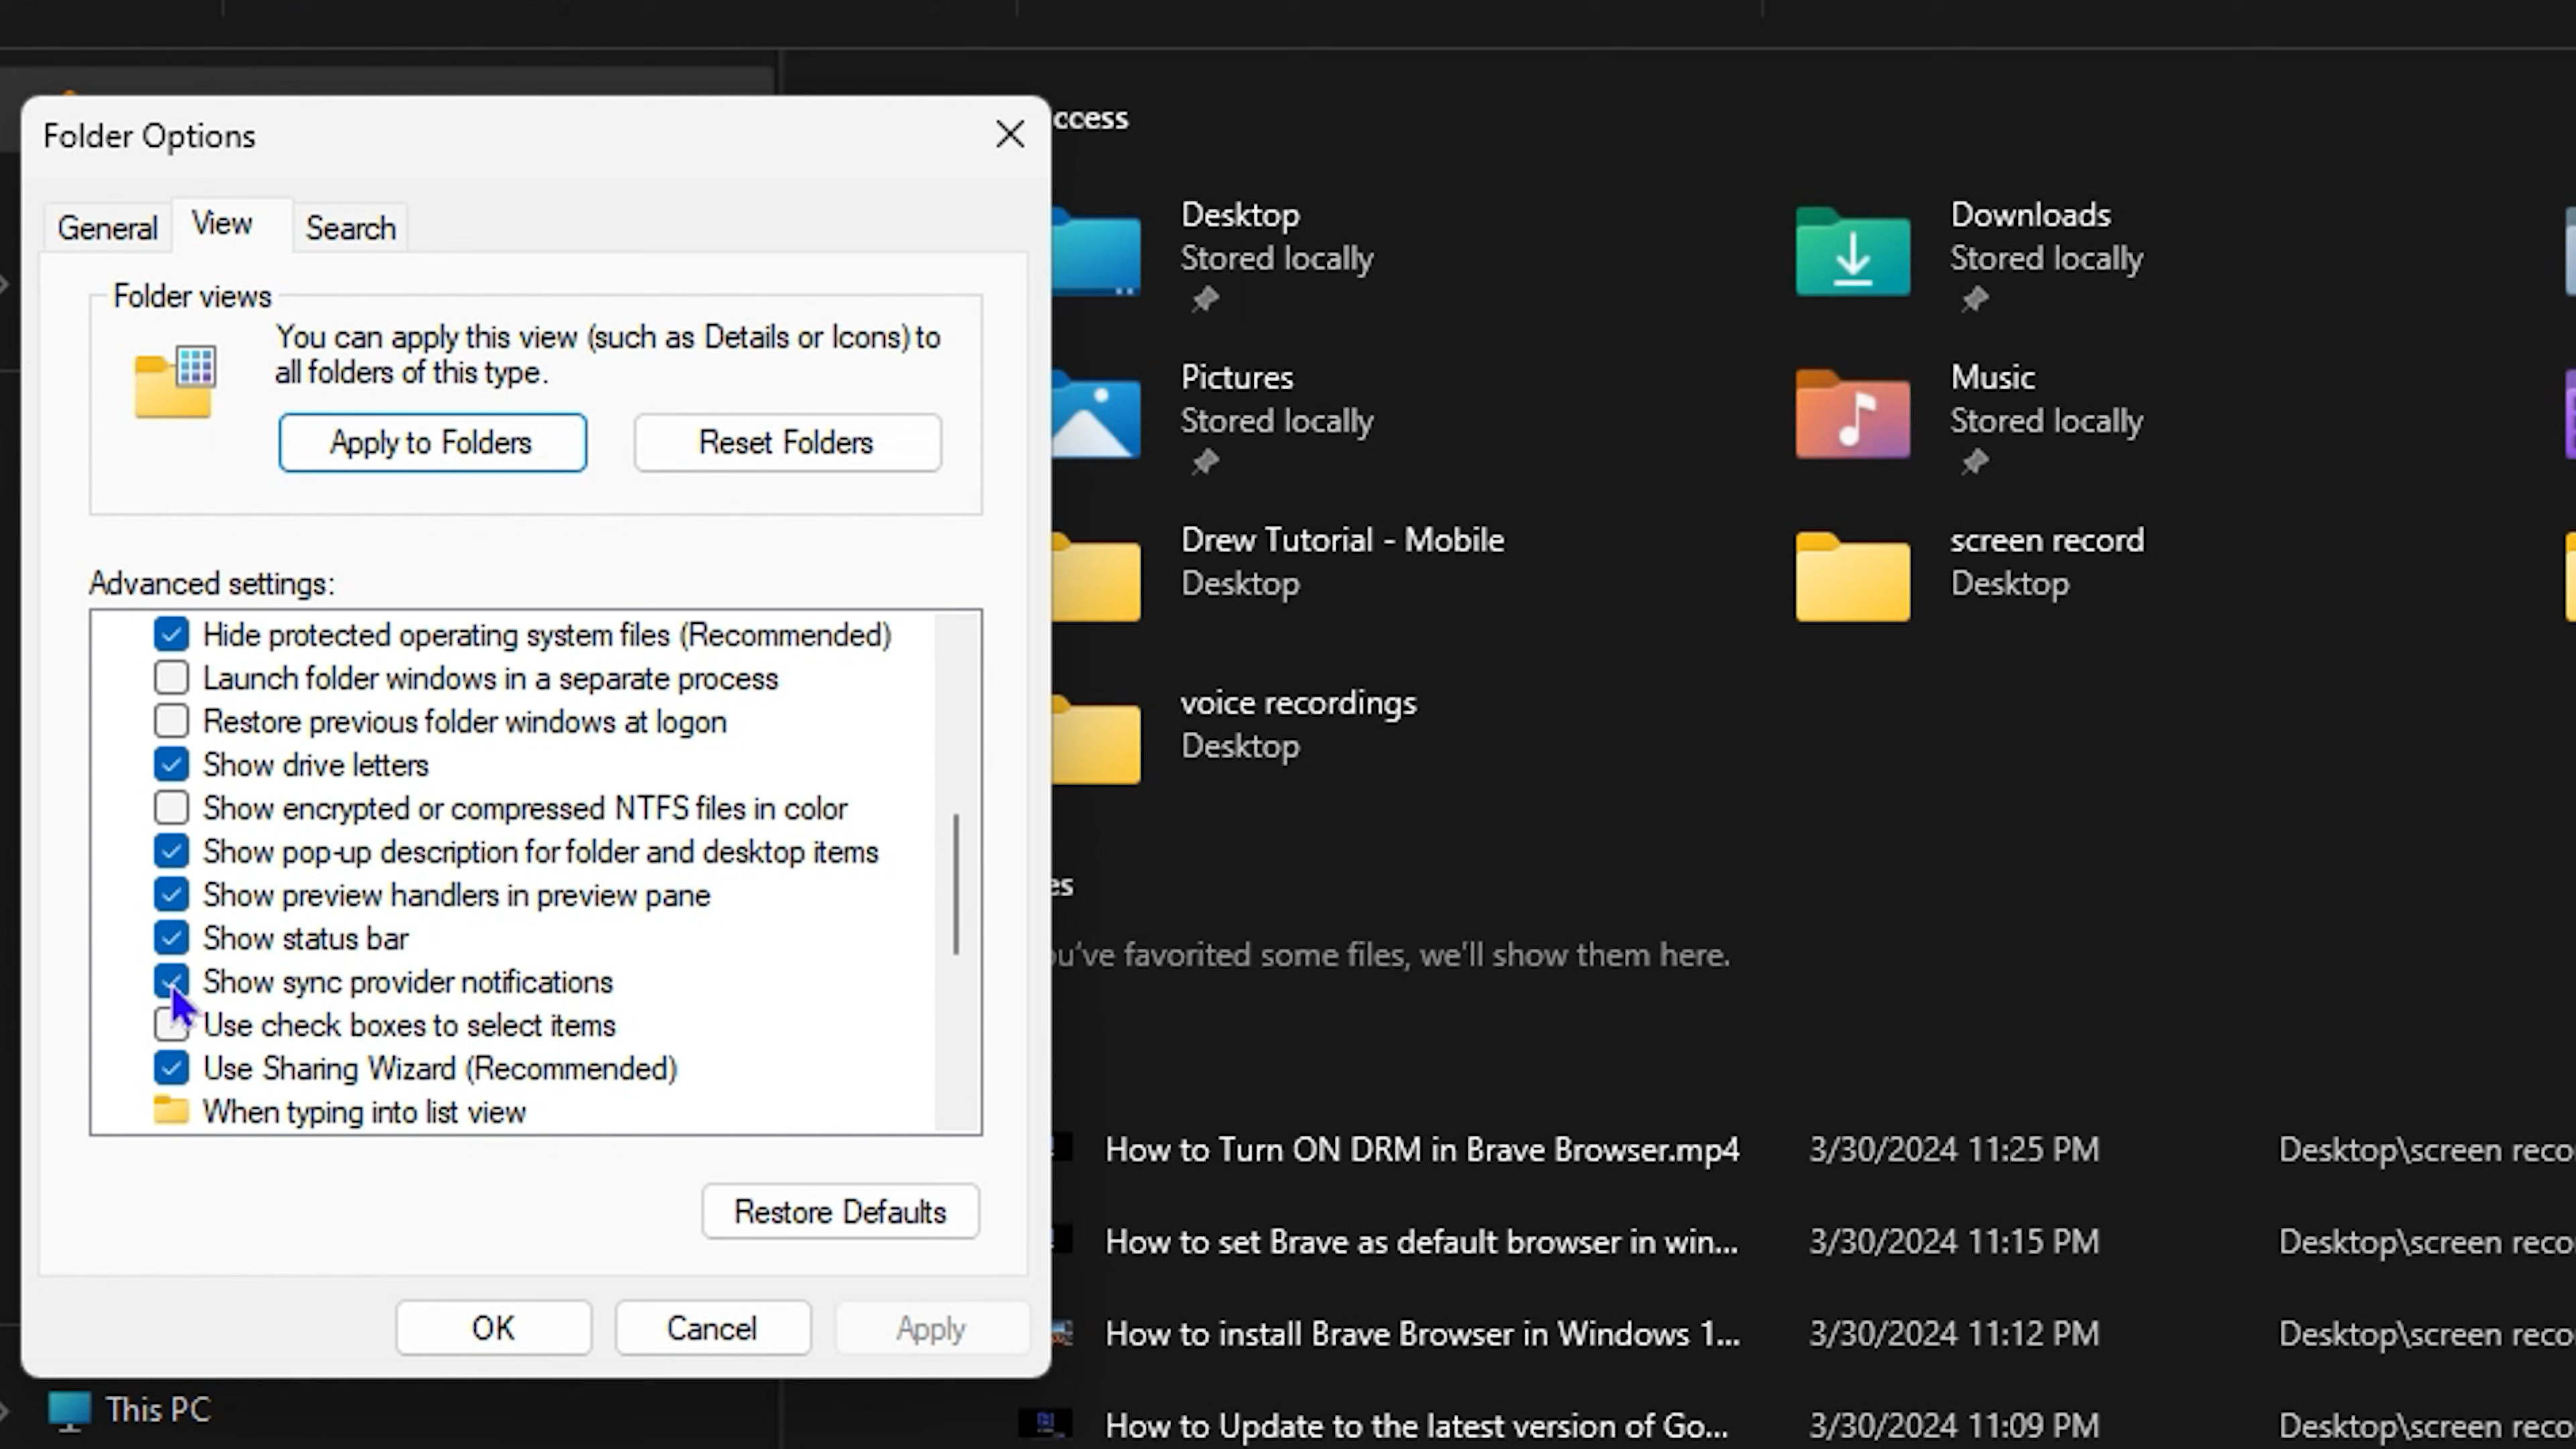 Folder Options
General
View
Search
Folder views
You can apply this view (such as Details or Icons) to
all folders of this type.
Apply to Folders
Reset Folders
Advanced settings:
Hide protected operating system files (Recommended)
Launch folder windows in a separate process
Restore previous folder windows at logon
Show drive letters
Show encrypted or compressed NTFS files in color
Show pop-up description for folder and desktop items
Show preview handlers in preview pane
Show status bar
Show sync provider notifications
Use check boxes to select items
Use Sharing Wizard (Recommended)
When typing into list view
Restore Defaults
OK
Cancel
Apply
This PC
ccess
Desktop
Stored locally
Downloads
Stored locally
Pictures
Stored locally
Music
Stored locally
Drew Tutorial - Mobile
Desktop
screen record
Desktop
voice recordings
Desktop
es
ou've favorited some files, we'll show them here.
How to Turn ON DRM in Brave Browser.mp4 3/30/2024 11:25 PM Desktop\screen reco
How to set Brave as default browser in win... 3/30/2024 11:15 PM Desktop\screen reco
How to install Brave Browser in Windows 1... 3/30/2024 11:12 PM Desktop\screen reco
How to Update to the latest version of Go... 3/30/2024 11:09 PM Desktop\screen reco